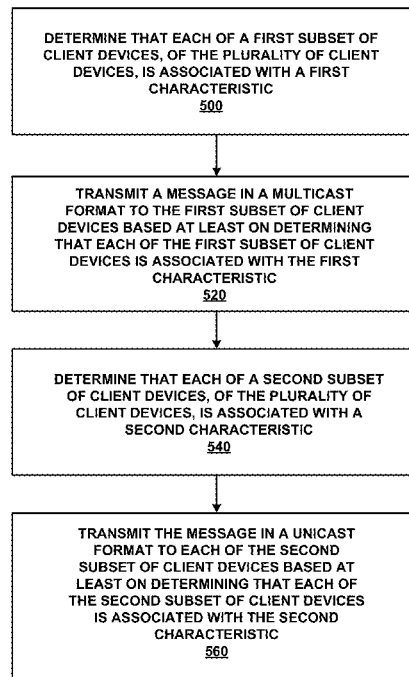 DETERMINE THAT EACH OF A FIRST SUBSET OF
CLIENT DEVICES, OF THE PLURALITY OF CLIENT
DEVICES, IS ASSOCIATED WITH A FIRST
CHARACTERISTIC
500
TRANSMIT A MESSAGE IN A MULTICAST
FORMAT TO THE FIRST SUBSET OF CLIENT
DEVICES BASED AT LEAST ON DETERMINING
THAT EACH OF THE FIRST SUBSET OF CLIENT
DEVICES IS ASSOCIATED WITH THE FIRST
CHARACTERISTIC
520
DETERMINE THAT EACH OF A SECOND SUBSET
OF CLIENT DEVICES, OF THE PLURALITY OF
CLIENT DEVICES, IS ASSOCIATED WITH A
SECOND CHARACTERISTIC
540
TRANSMIT THE MESSAGE IN A UNICAST
FORMAT TO EACH OF THE SECOND
SUBSET OF CLIENT DEVICES BASED AT
LEAST ON DETERMINING THAT EACH OF
THE SECOND SUBSET OF CLIENT DEVICES
IS ASSOCIATED WITH THE SECOND
CHARACTERISTIC
560